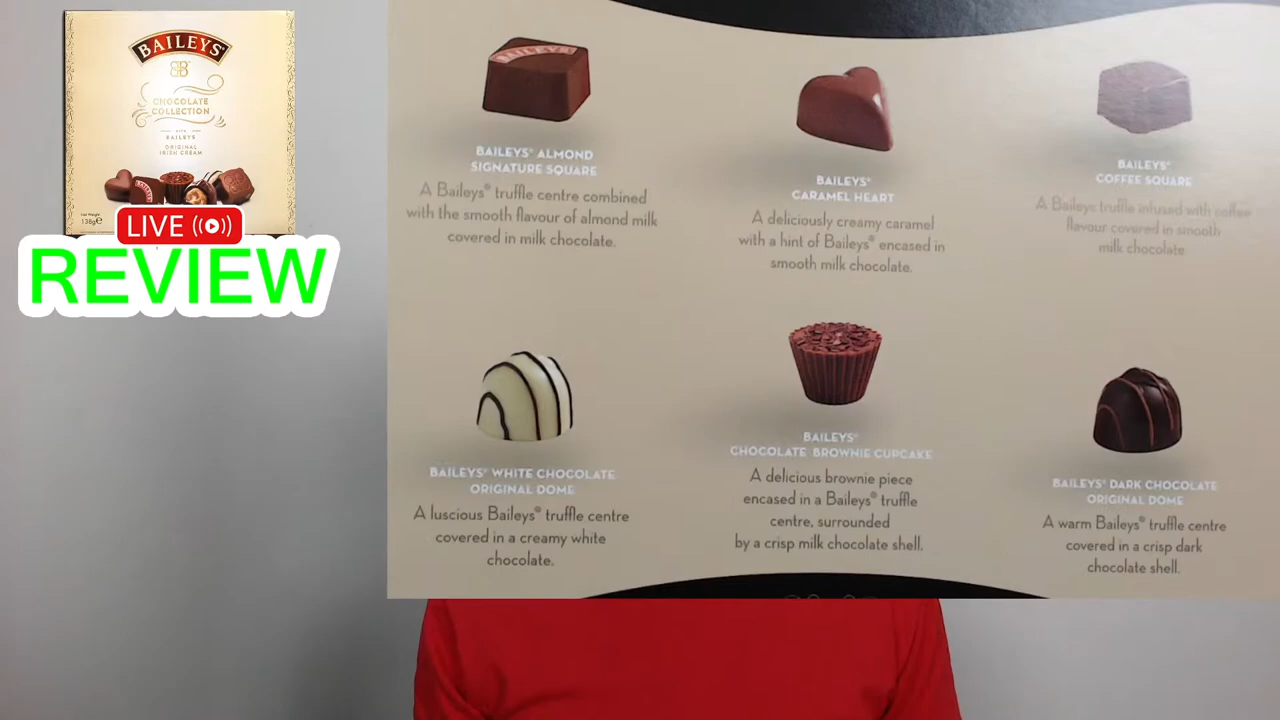 BAILEYS®
CHOCOLATE
COLLECTION
WITH
BAILEYS
ORIGINAL
IRISH CREAM
Net Weight
138g℮
LIVE
REVIEW
BAILEYS
BAILEYS® ALMOND
SIGNATURE SQUARE
A Baileys® truffle centre combined
with the smooth flavour of almond milk
covered in milk chocolate.
BAILEYS®
CARAMEL HEART
A deliciously creamy caramel
with a hint of Baileys® encased in
smooth milk chocolate.
BAILEYS®
COFFEE SQUARE
A Baileys truffle infused with coffee
flavour covered in smooth
milk chocolate.
BAILEYS® WHITE CHOCOLATE
ORIGINAL DOME
A luscious Baileys® truffle centre
covered in a creamy white
chocolate.
BAILEYS®
CHOCOLATE BROWNIE CUPCAKE
A delicious brownie piece
encased in a Baileys® truffle
centre, surrounded
by a crisp milk chocolate shell.
BAILEYS® DARK CHOCOLATE
ORIGINAL DOME
A warm Baileys® truffle centre
covered in a crisp dark
chocolate shell.